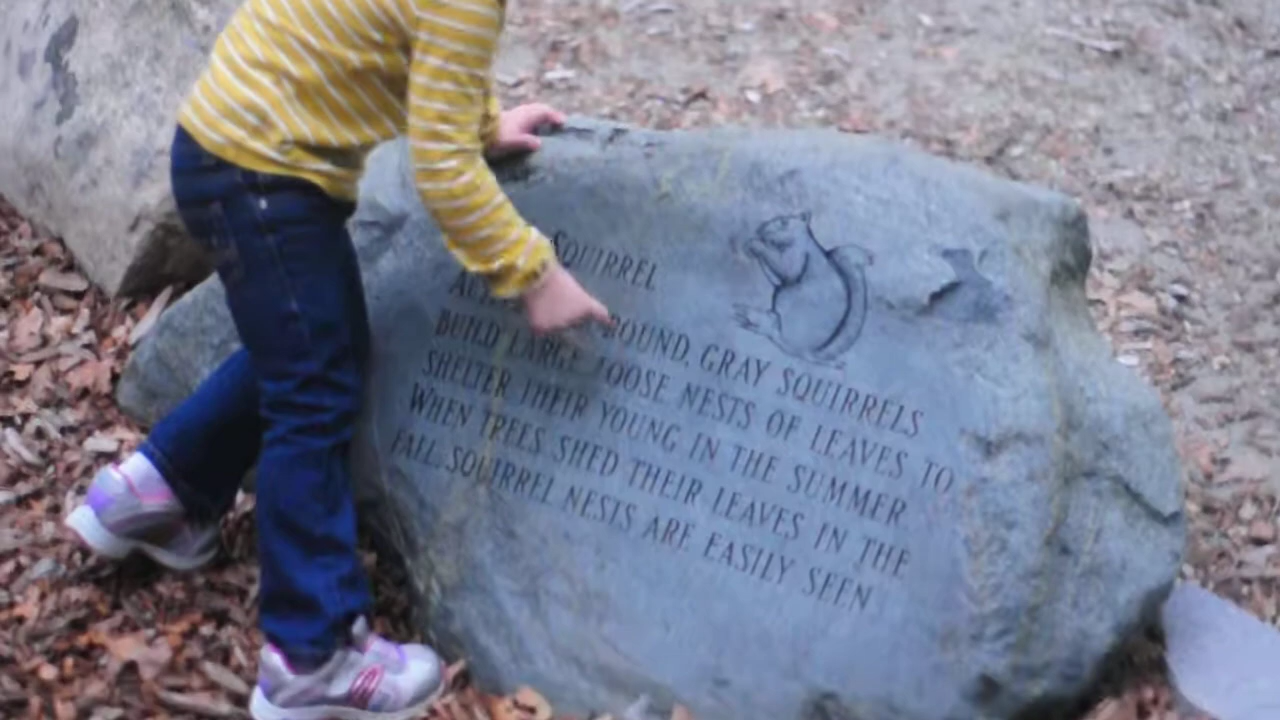 SQUIRREL
ROUND, GRAY SQUIRRELS
BUILD LARGE LOOSE NESTS OF LEAVES TO
SHELTER THEIR YOUNG IN THE SUMMER
WHEN TREES SHED THEIR LEAVES IN THE
FALL, SQUIRREL NESTS ARE EASILY SEEN